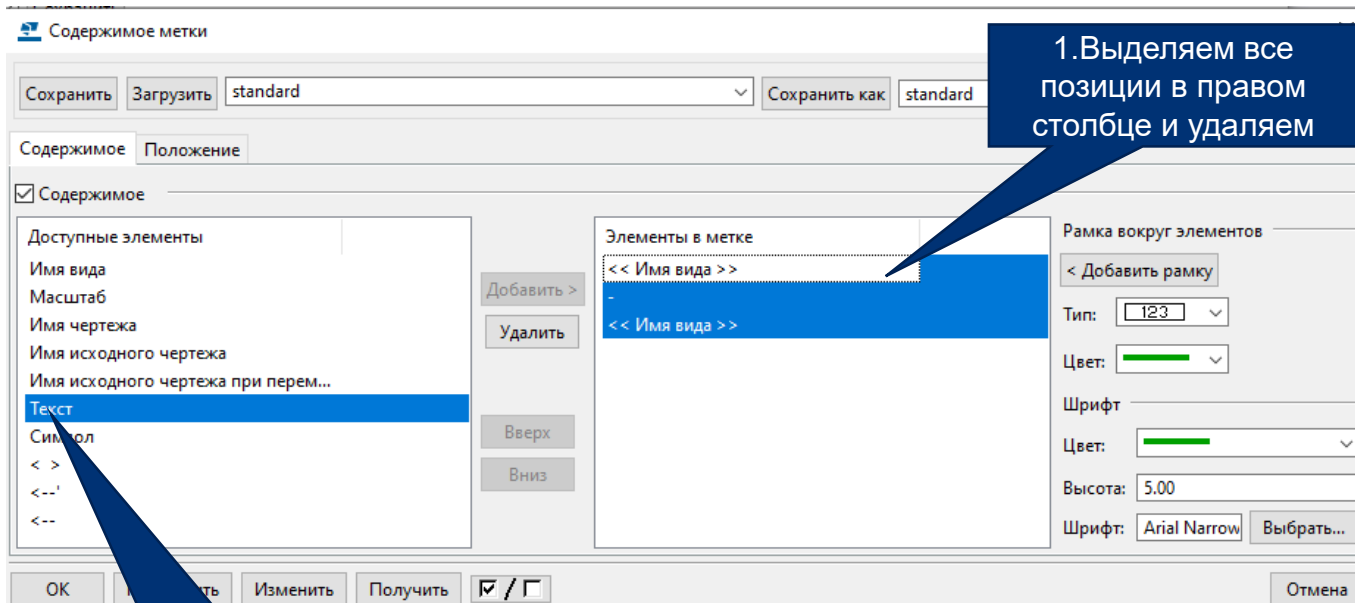 Содержимое метки
1.Выделяем все
позиции в правом
столбце и удаляем
Сохранить Загрузить standard Сохранить как standard
Содержимое Положение
Содержимое
Доступные элементы
Имя вида
Масштаб
Имя чертежа
Имя исходного чертежа
Имя исходного чертежа при перем...
Текст
Символ
< >
<--'
<--
Добавить >
Удалить
Вверх
Вниз
Элементы в метке
<< Имя вида >>
-
<< Имя вида >>
Рамка вокруг элементов
< Добавить рамку
Тип: 123
Цвет:
Шрифт
Цвет:
Высота: 5.00
Шрифт: Arial Narrow Выбрать...
OK Изменить Получить / Отмена